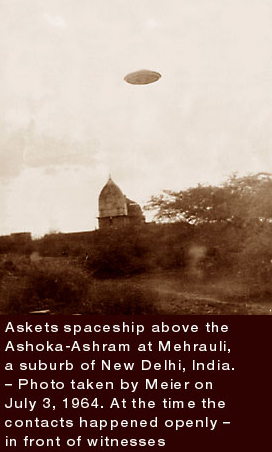 Askets spaceship above the
Ashoka-Ashram at Mehrauli,
a suburb of New Delhi, India.
– Photo taken by Meier on
July 3, 1964. At the time the
contacts happened openly –
in front of witnesses